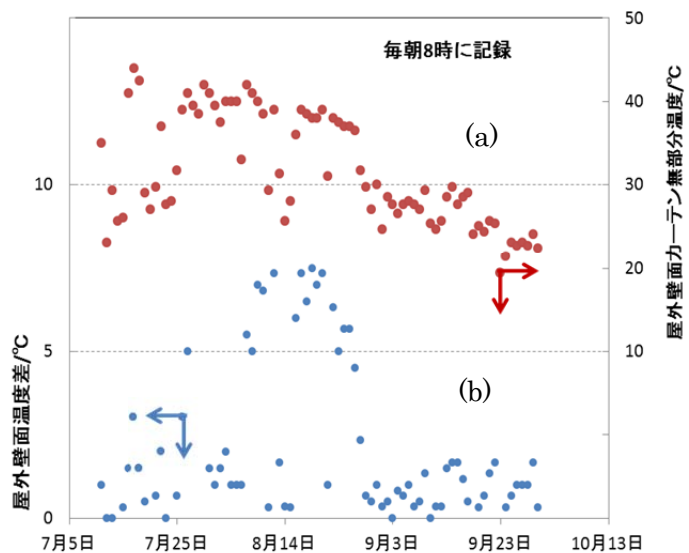 毎朝8時に記録
(a)
(b)
屋外壁面温度差/℃
10
5
0
屋外壁面カーテン無部分温度/℃
50
40
30
20
10
7月5日
7月25日
8月14日
9月3日
9月23日
10月13日